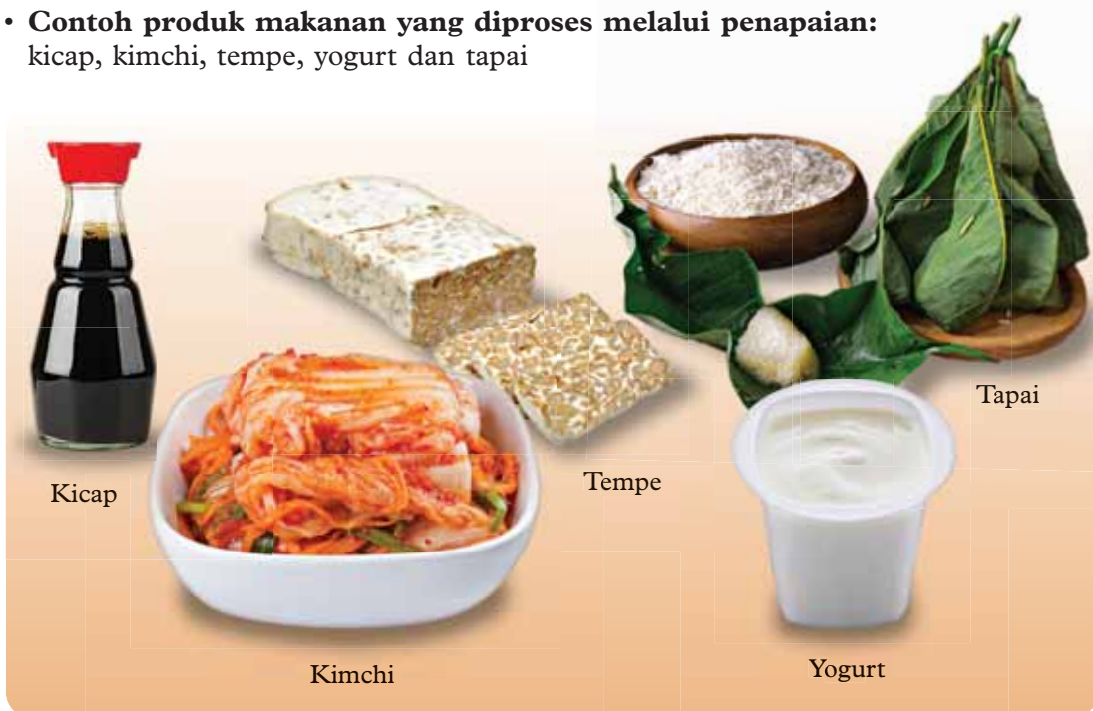 • Contoh produk makanan yang diproses melalui penapaian:
kicap, kimchi, tempe, yogurt dan tapai
Tapai
Tempe
Kicap
Yogurt
Kimchi